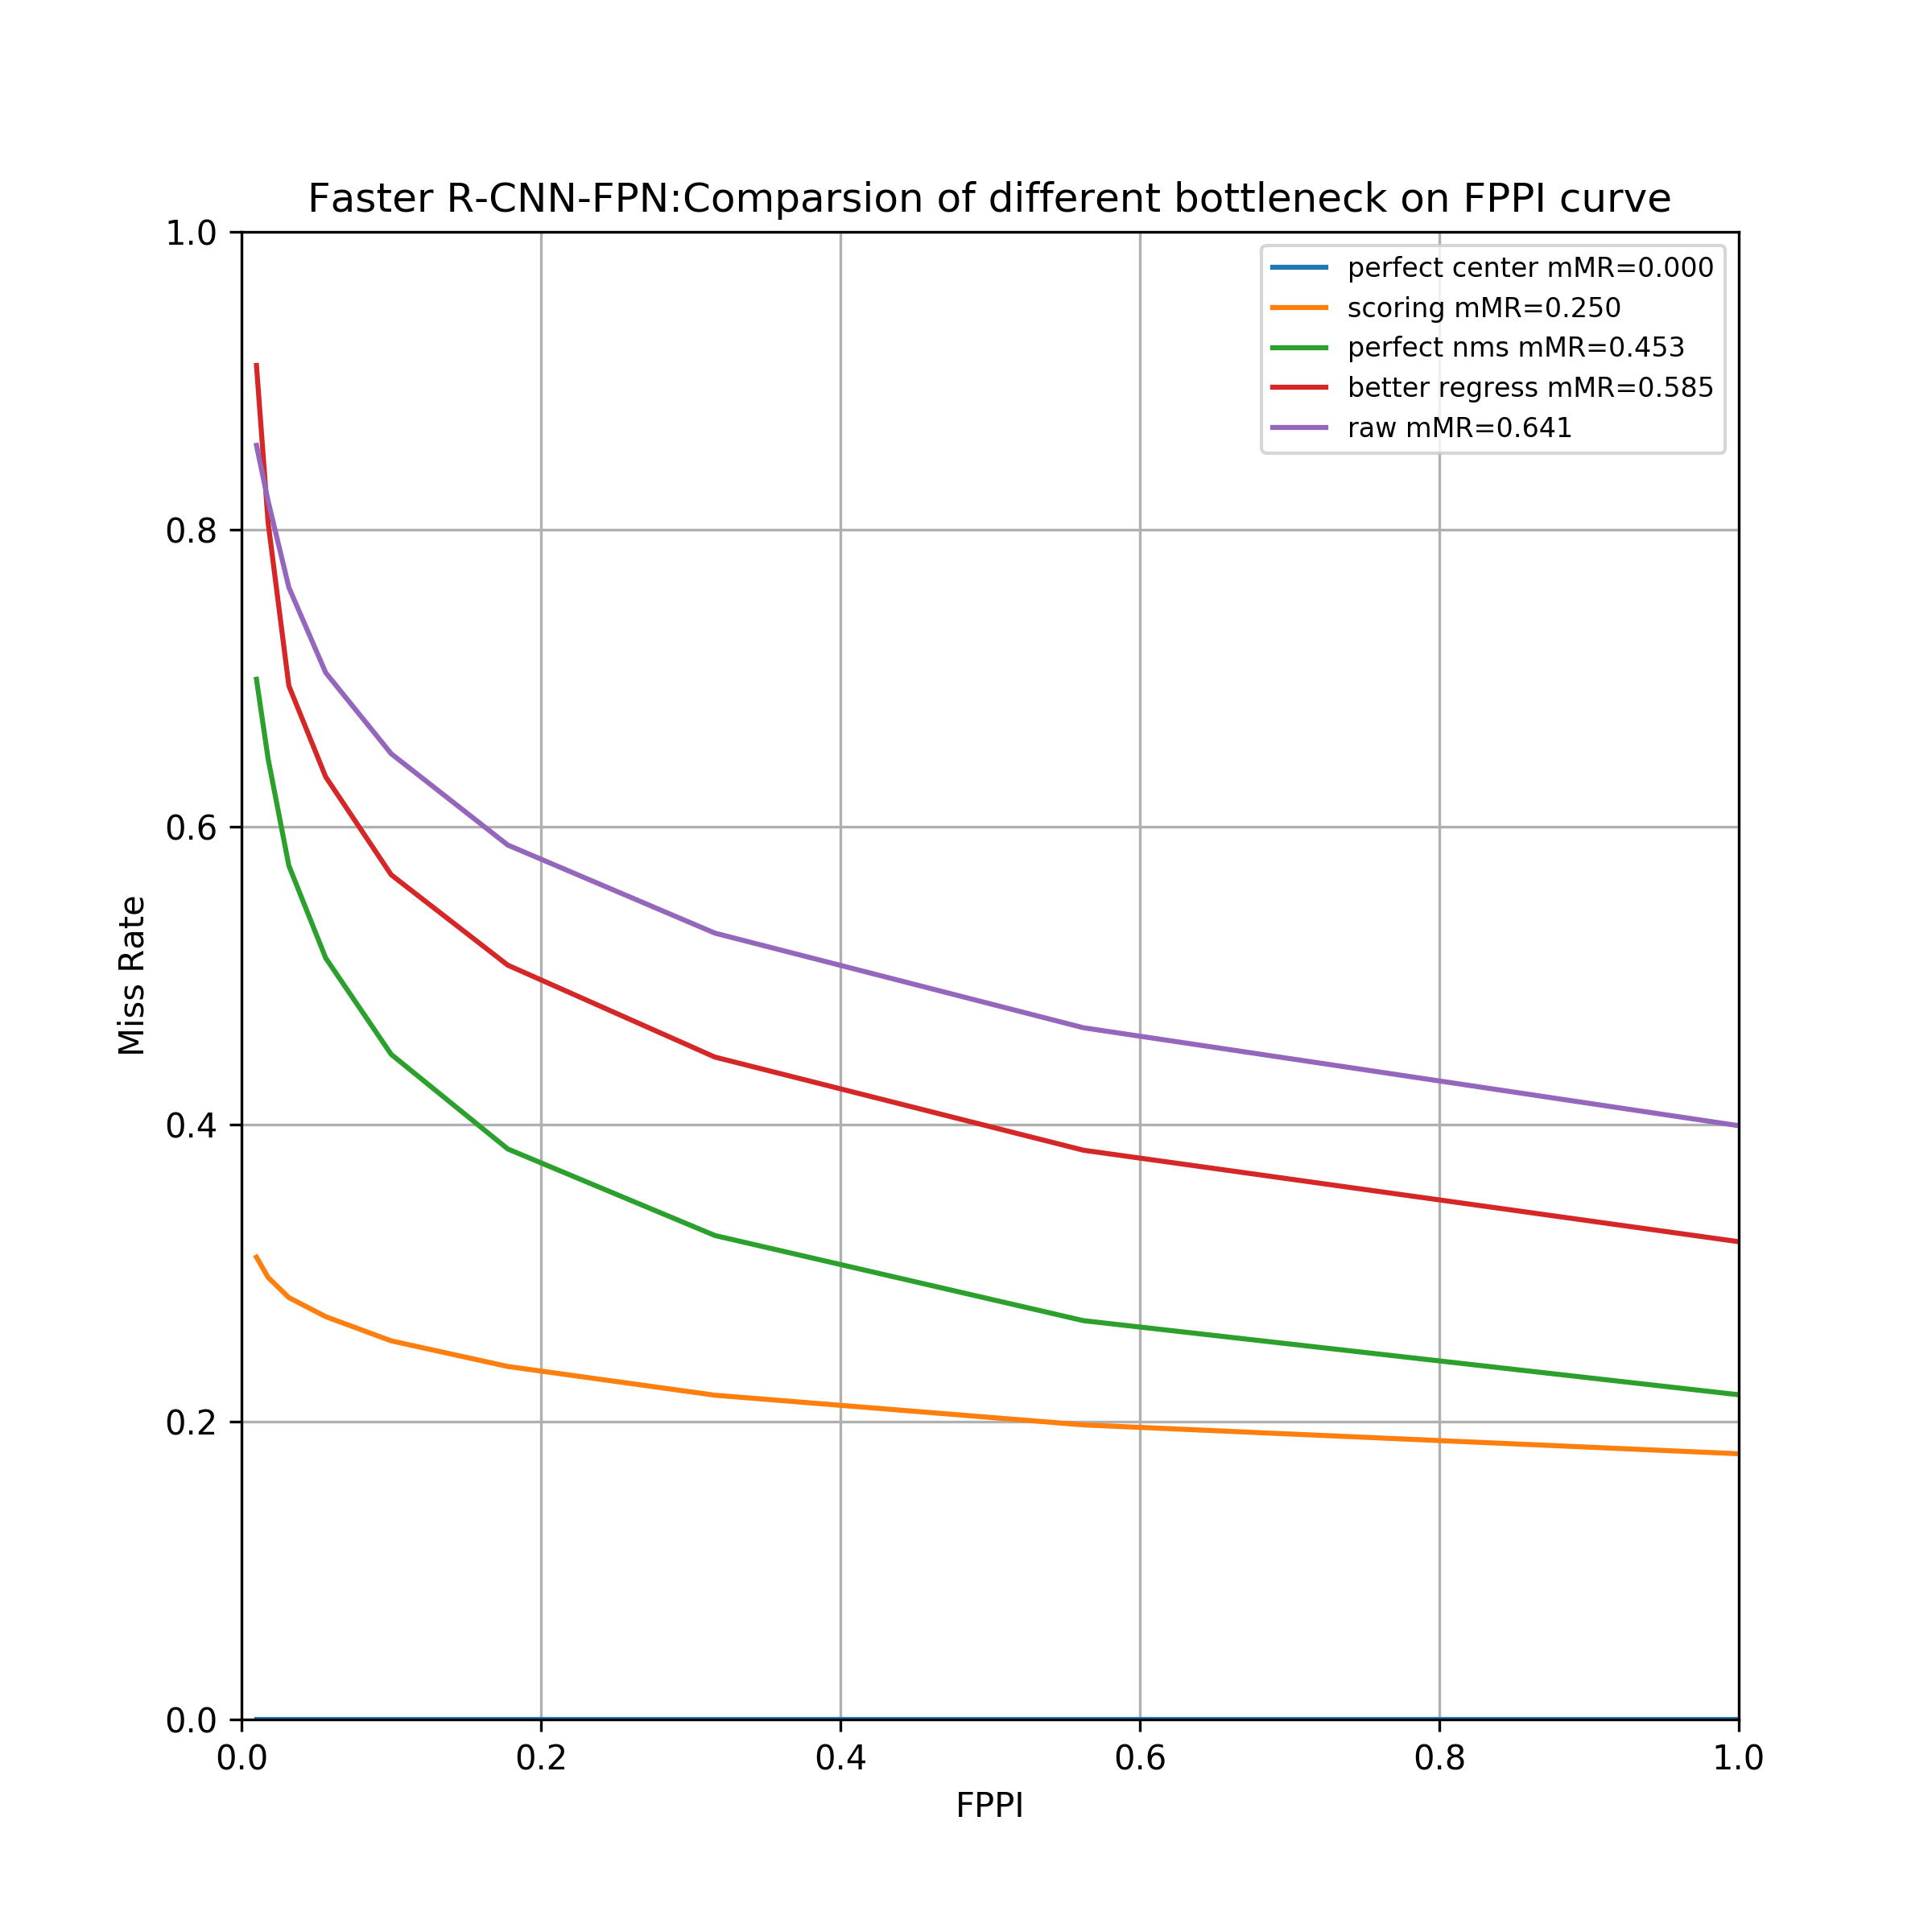 Faster R-CNN-FPN:Comparsion of different bottleneck on FPPI curve
perfect center mMR=0.000
scoring mMR=0.250
perfect nms mMR=0.453
better regress mMR=0.585
raw mMR=0.641
Miss Rate
1.0
0.8
0.6
0.4
0.2
0.0
0.0 0.2 0.4 0.6 0.8 1.0
FPPI